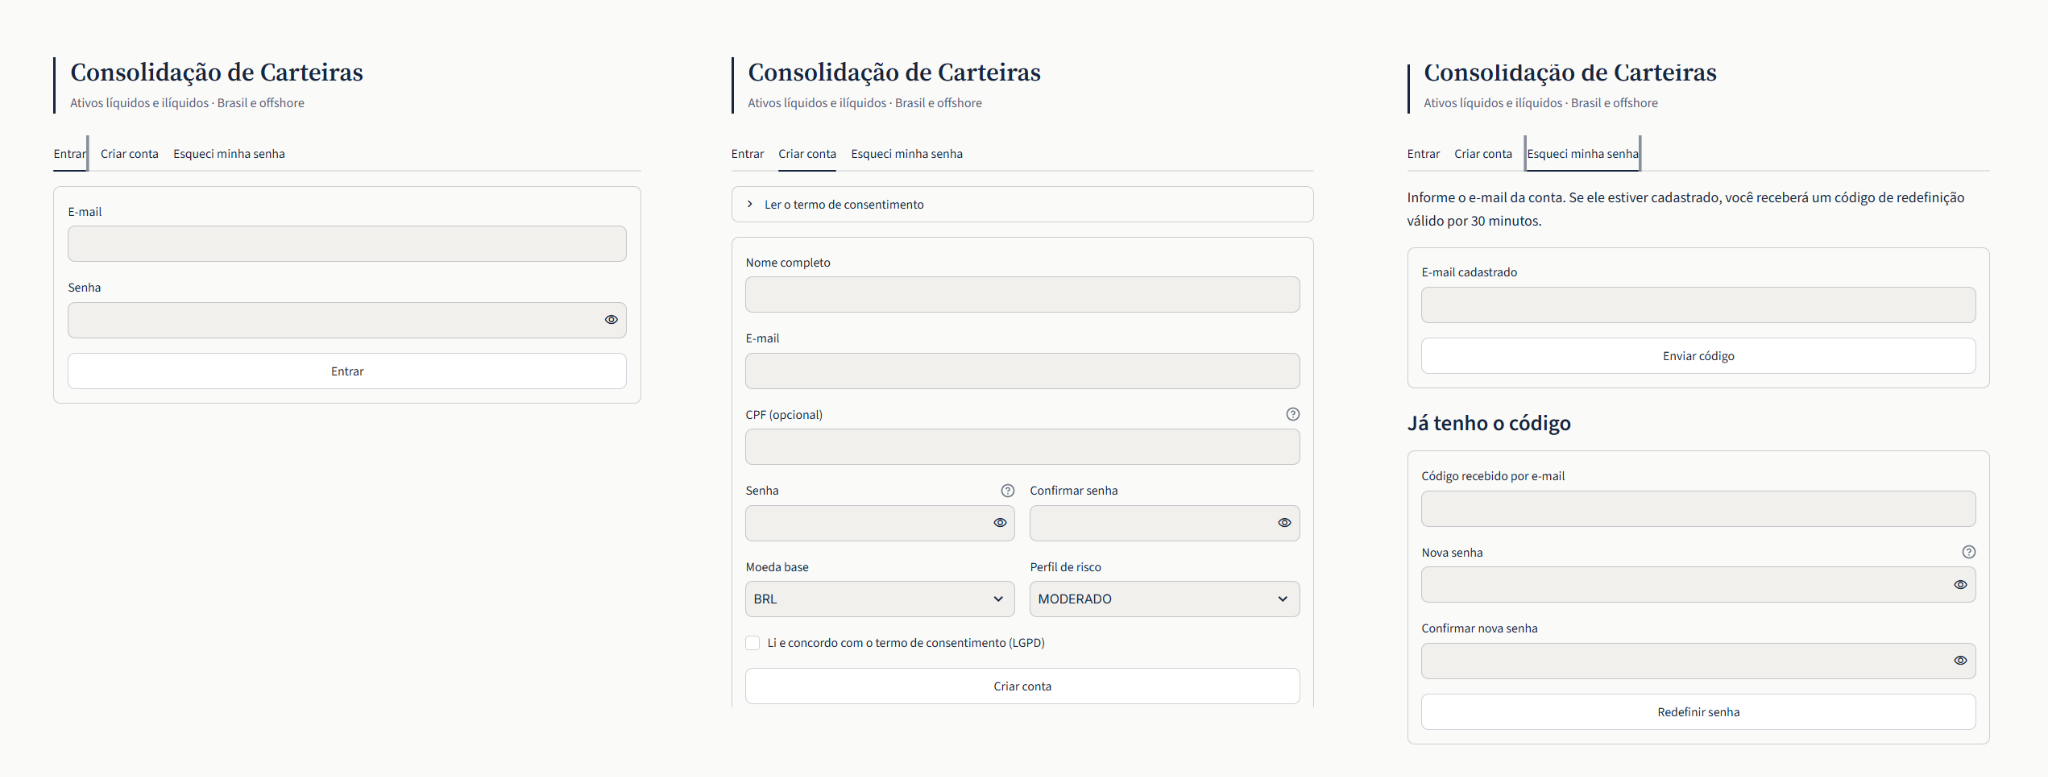 Consolidação de Carteiras
Ativos líquidos e ilíquidos · Brasil e offshore
Entrar Criar conta Esqueci minha senha
E-mail
Senha
Entrar
Consolidação de Carteiras
Ativos líquidos e ilíquidos · Brasil e offshore
Entrar Criar conta Esqueci minha senha
Ler o termo de consentimento
Nome completo
E-mail
CPF (opcional)
Senha Confirmar senha
Moeda base Perfil de risco
BRL MODERADO
Li e concordo com o termo de consentimento (LGPD)
Criar conta
Consolidação de Carteiras
Ativos líquidos e ilíquidos · Brasil e offshore
Entrar Criar conta Esqueci minha senha
Informe o e-mail da conta. Se ele estiver cadastrado, você receberá um código de redefinição
válido por 30 minutos.
E-mail cadastrado
Enviar código
Já tenho o código
Código recebido por e-mail
Nova senha
Confirmar nova senha
Redefinir senha